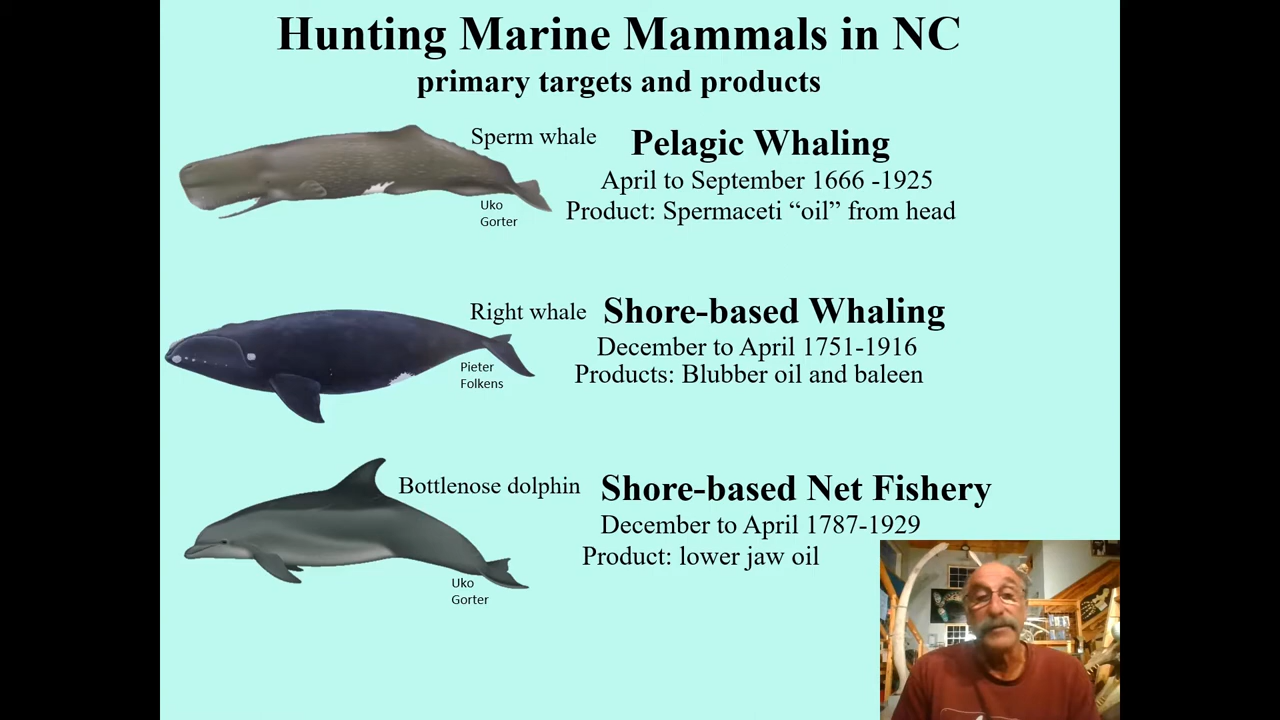 Hunting Marine Mammals in NC
primary targets and products
Sperm whale
Pelagic Whaling
April to September 1666 -1925
Product: Spermaceti “oil” from head
Uko
Gorter
Right whale
Shore-based Whaling
December to April 1751-1916
Products: Blubber oil and baleen
Pieter
Folkens
Bottlenose dolphin
Shore-based Net Fishery
December to April 1787-1929
Product: lower jaw oil
Uko
Gorter